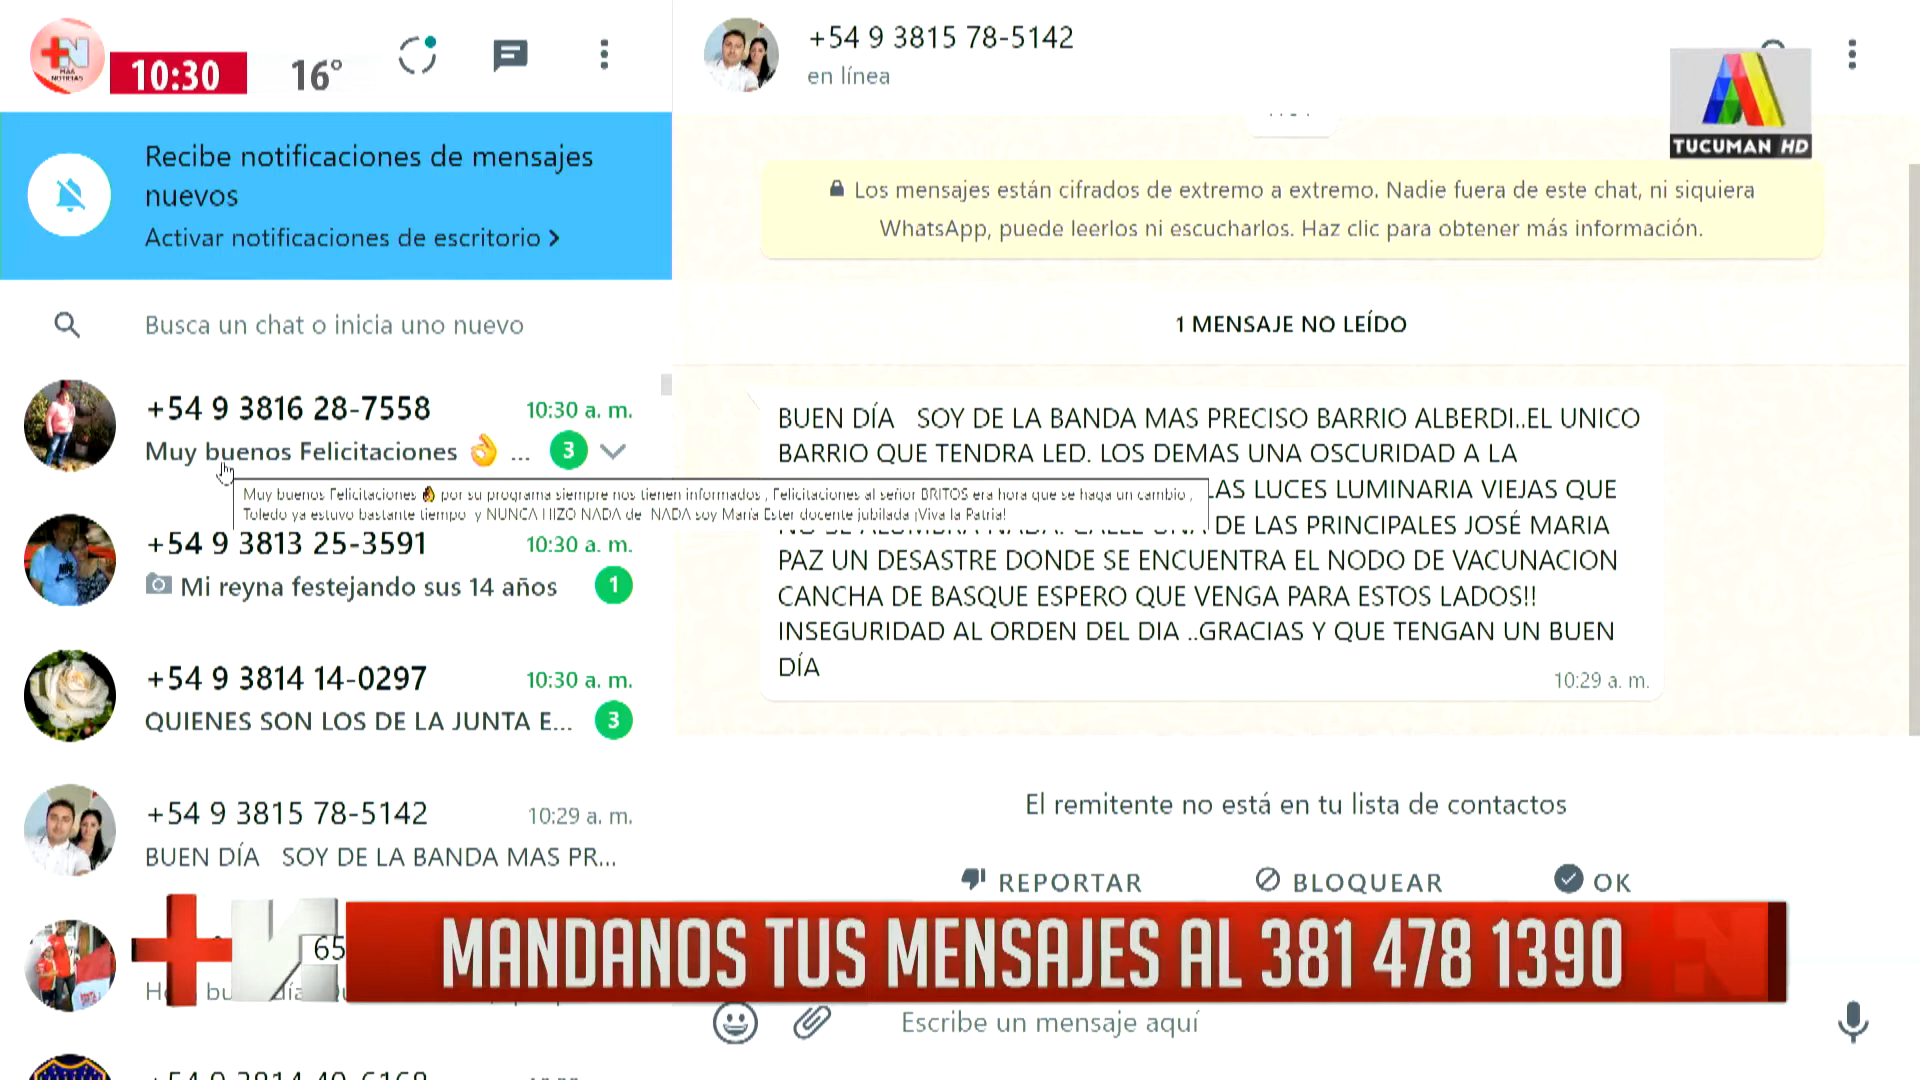 +N
MÁS
NOTICIAS
10:30
16°
Recibe notificaciones de mensajes
nuevos
Activar notificaciones de escritorio
Busca un chat o inicia uno nuevo
+54 9 3816 28-7558
10:30 a. m.
Muy buenos Felicitaciones 👌 ...
3
Muy buenos Felicitaciones 👌 por su programa siempre nos tienen informados , Felicitaciones al señor BRITOS era hora que se haga un cambio ,
Toledo ya estuvo bastante tiempo y NUNCA HIZO NADA de NADA soy María Ester docente jubilada ¡Viva la Patria!
+54 9 3813 25-3591
10:30 a. m.
Mi reyna festejando sus 14 años
1
+54 9 3814 14-0297
10:30 a. m.
QUIENES SON LOS DE LA JUNTA E...
3
+54 9 3815 78-5142
10:29 a. m.
BUEN DÍA SOY DE LA BANDA MAS PR...
65
+54 9 3815 78-5142
en línea
TUCUMAN HD
Los mensajes están cifrados de extremo a extremo. Nadie fuera de este chat, ni siquiera
WhatsApp, puede leerlos ni escucharlos. Haz clic para obtener más información.
1 MENSAJE NO LEÍDO
BUEN DÍA SOY DE LA BANDA MAS PRECISO BARRIO ALBERDI..EL UNICO
BARRIO QUE TENDRA LED. LOS DEMAS UNA OSCURIDAD A LA
LAS LUCES LUMINARIA VIEJAS QUE
NO SE ALUMBRA NADA. CALLE UNA DE LAS PRINCIPALES JOSÉ MARIA
PAZ UN DESASTRE DONDE SE ENCUENTRA EL NODO DE VACUNACION
CANCHA DE BASQUE ESPERO QUE VENGA PARA ESTOS LADOS!!
INSEGURIDAD AL ORDEN DEL DIA ..GRACIAS Y QUE TENGAN UN BUEN
DÍA
10:29 a. m.
El remitente no está en tu lista de contactos
REPORTAR
BLOQUEAR
OK
+N
MANDANOS TUS MENSAJES AL 381 478 1390
Escribe un mensaje aquí